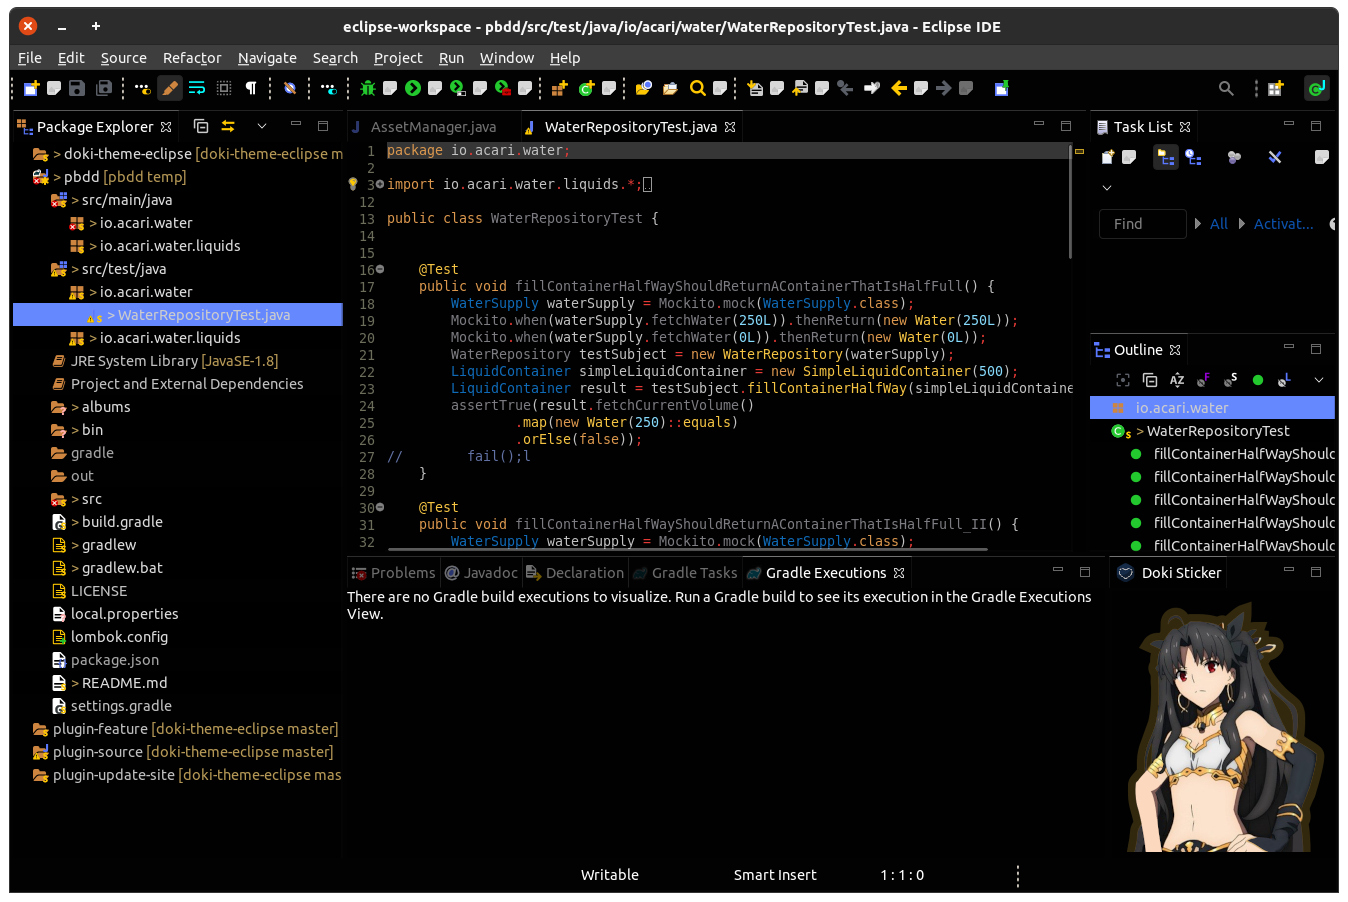 eclipse-workspace - pbdd/src/test/java/io/acari/water/WaterRepositoryTest.java - Eclipse IDE
File Edit Source Refactor Navigate Search Project Run Window Help
Package Explorer
> doki-theme-eclipse [doki-theme-eclipse m
> pbdd [pbdd temp]
> src/main/java
> io.acari.water
> io.acari.water.liquids
> src/test/java
> io.acari.water
> WaterRepositoryTest.java
> io.acari.water.liquids
JRE System Library [JavaSE-1.8]
Project and External Dependencies
> albums
> bin
gradle
out
> src
> build.gradle
> gradlew
> gradlew.bat
LICENSE
local.properties
lombok.config
package.json
> README.md
settings.gradle
plugin-feature [doki-theme-eclipse master]
plugin-source [doki-theme-eclipse master]
plugin-update-site [doki-theme-eclipse mas
AssetManager.java WaterRepositoryTest.java
1 package io.acari.water;
2
3 import io.acari.water.liquids.*;
12
13 public class WaterRepositoryTest {
14
15
16 @Test
17 public void fillContainerHalfWayShouldReturnAContainerThatIsHalfFull() {
18 WaterSupply waterSupply = Mockito.mock(WaterSupply.class);
19 Mockito.when(waterSupply.fetchWater(250L)).thenReturn(new Water(250L));
20 Mockito.when(waterSupply.fetchWater(0L)).thenReturn(new Water(0L));
21 WaterRepository testSubject = new WaterRepository(waterSupply);
22 LiquidContainer simpleLiquidContainer = new SimpleLiquidContainer(500);
23 LiquidContainer result = testSubject.fillContainerHalfWay(simpleLiquidContaine
24 assertTrue(result.fetchCurrentVolume()
25 .map(new Water(250)::equals)
26 .orElse(false));
27 // fail();l
28 }
29
30 @Test
31 public void fillContainerHalfWayShouldReturnAContainerThatIsHalfFull_II() {
32 WaterSupply waterSupply = Mockito.mock(WaterSupply.class);
Problems @ Javadoc Declaration Gradle Tasks Gradle Executions
There are no Gradle build executions to visualize. Run a Gradle build to see its execution in the Gradle Executions
View.
Task List
Find All Activat...
Outline
io.acari.water
> WaterRepositoryTest
fillContainerHalfWayShould
fillContainerHalfWayShould
fillContainerHalfWayShould
fillContainerHalfWayShould
fillContainerHalfWayShould
Doki Sticker
Writable Smart Insert 1 : 1 : 0